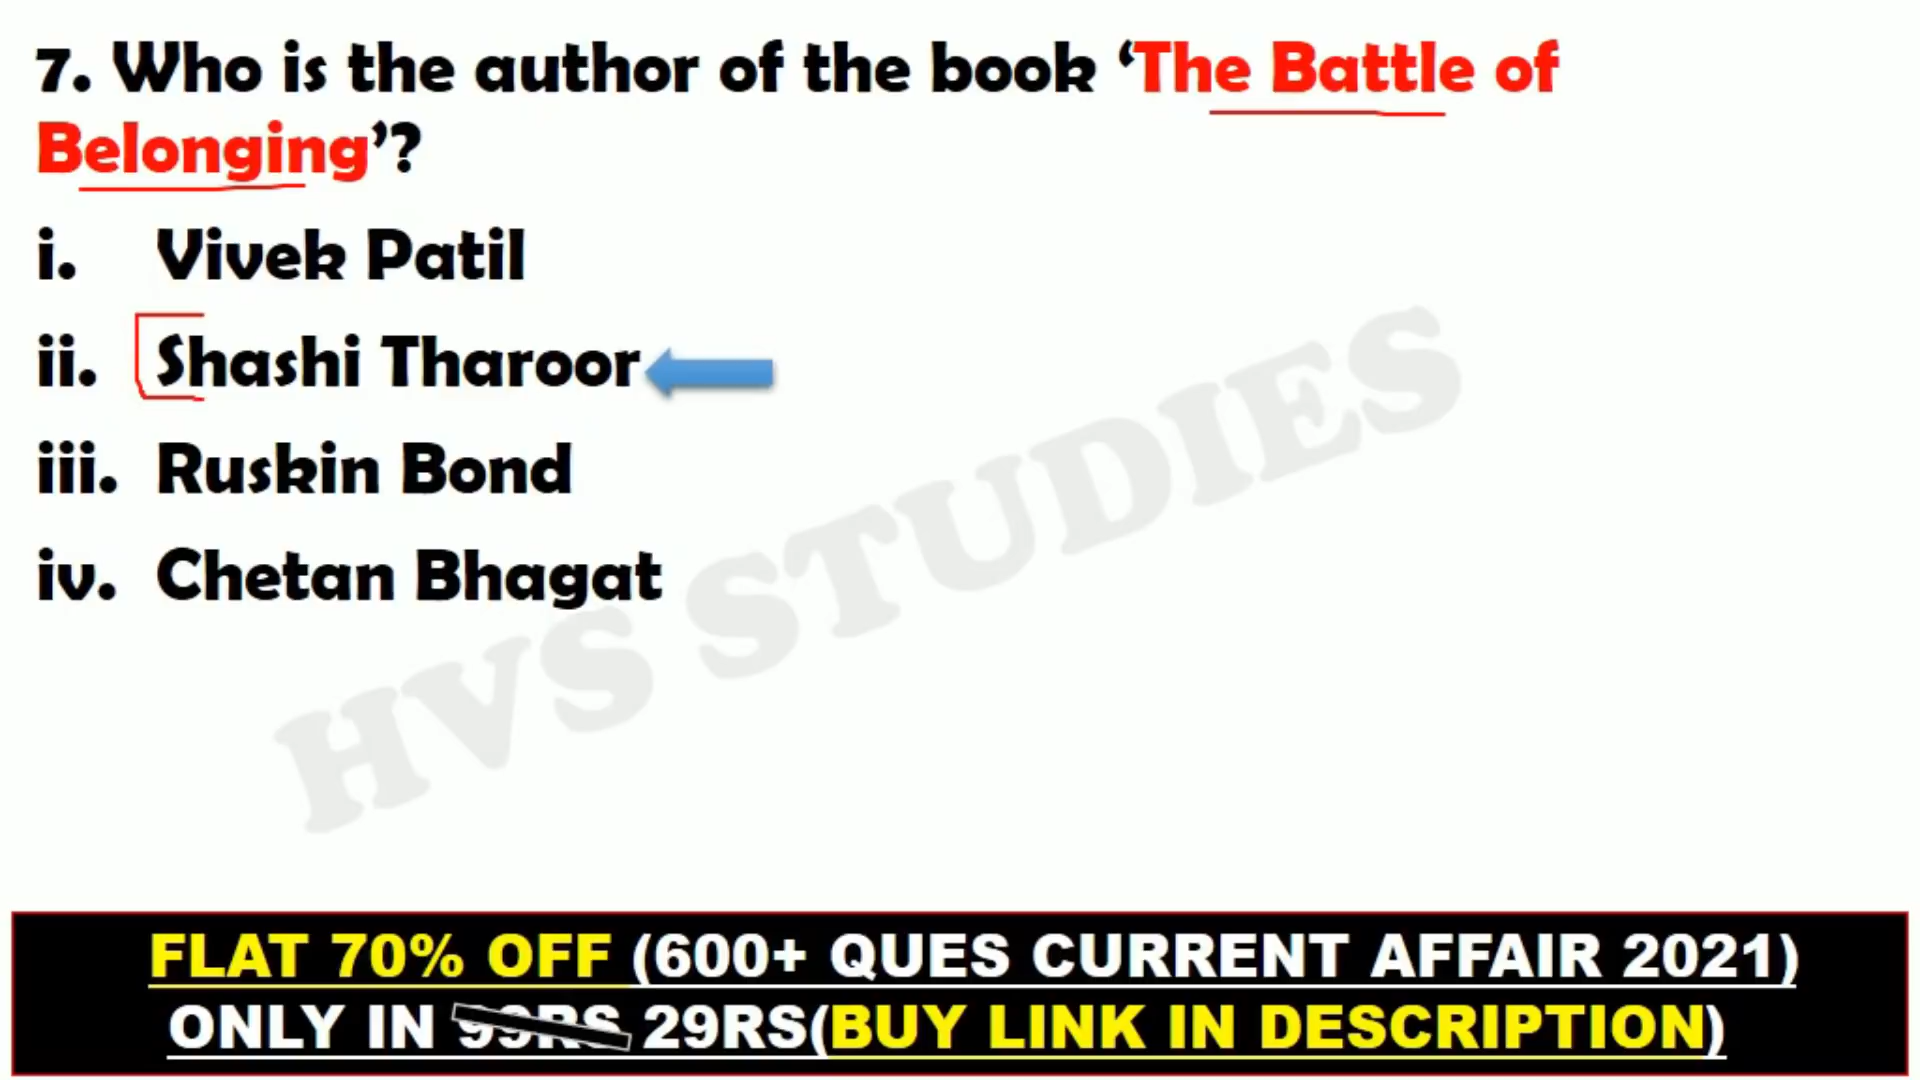 7. Who is the author of the book ‘The Battle of
Belonging’?
i. Vivek Patil
ii. Shashi Tharoor
iii. Ruskin Bond
iv. Chetan Bhagat
HVS STUDIES
FLAT 70% OFF (600+ QUES CURRENT AFFAIR 2021)
ONLY IN 99RS 29RS(BUY LINK IN DESCRIPTION)